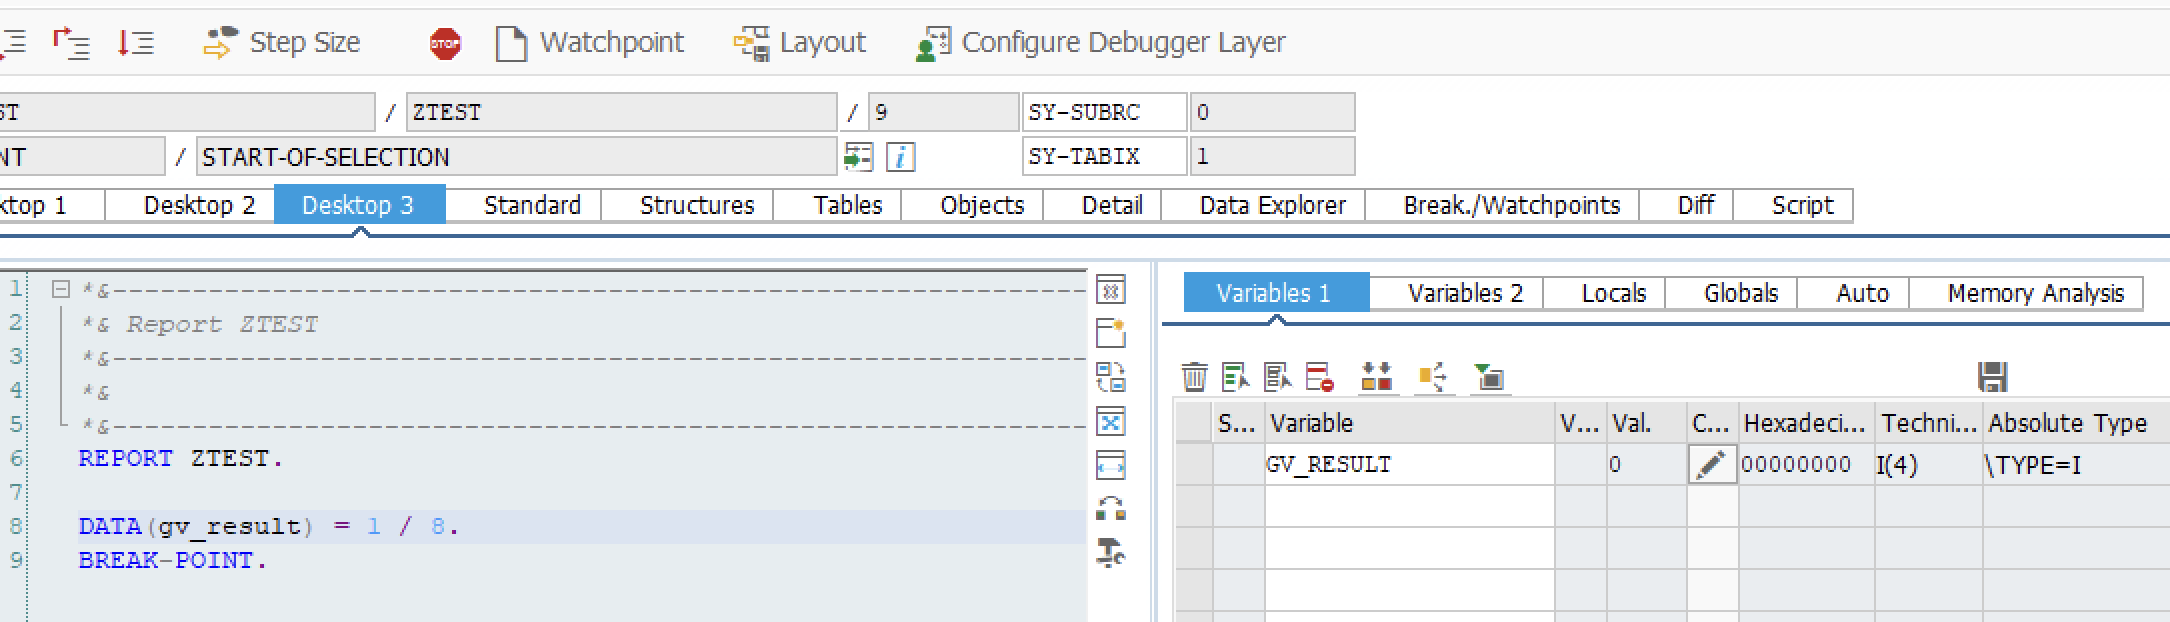 Step Size STOP Watchpoint Layout Configure Debugger Layer
ST / ZTEST / 9 SY-SUBRC 0
NT / START-OF-SELECTION SY-TABIX 1
ktop 1 Desktop 2 Desktop 3 Standard Structures Tables Objects Detail Data Explorer Break./Watchpoints Diff Script
1 *&---------------------------------------------------------------------
2 *& Report ZTEST
3 *&---------------------------------------------------------------------
4 *&
5 *&---------------------------------------------------------------------
6 REPORT ZTEST.
7
8 DATA(gv_result) = 1 / 8.
9 BREAK-POINT.
Variables 1 Variables 2 Locals Globals Auto Memory Analysis
S... Variable V... Val. C... Hexadeci... Techni... Absolute Type
GV_RESULT 0 00000000 I(4) \TYPE=I